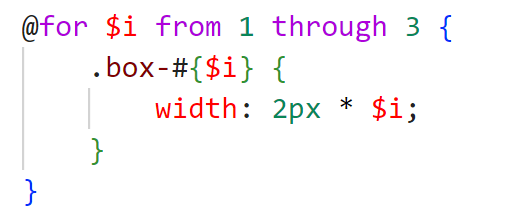 @for $i from 1 through 3 {
    .box-#{$i} {
        width: 2px * $i;
    }
}